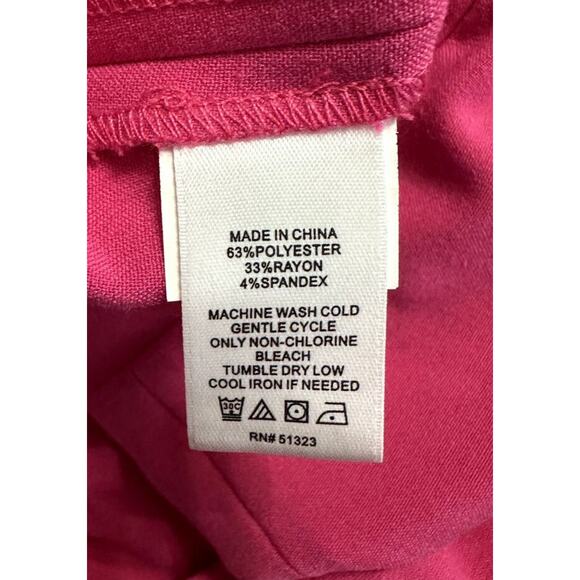 MADE IN CHINA
63%POLYESTER
33%RAYON
4%SPANDEX
MACHINE WASH COLD
GENTLE CYCLE
ONLY NON-CHLORINE
BLEACH
TUMBLE DRY LOW
COOL IRON IF NEEDED
30C
RN# 51323